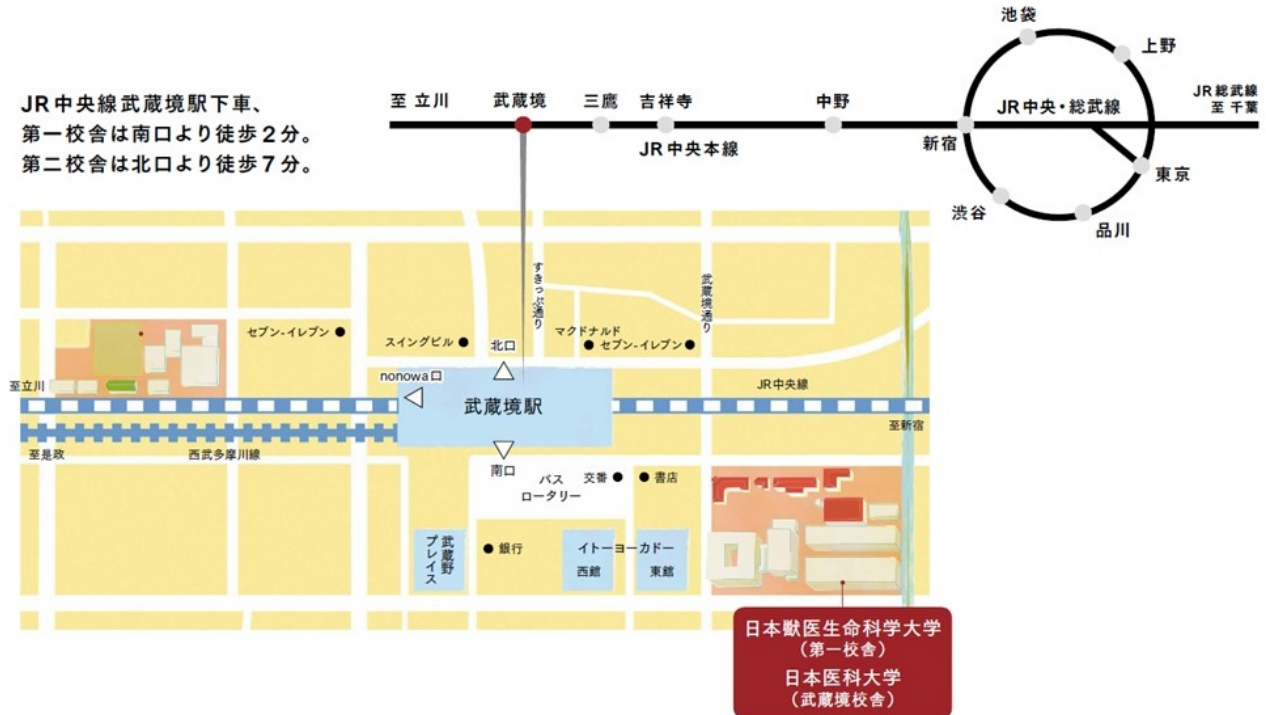 JR中央線武蔵境駅下車、
第一校舎は南口より徒歩2分。
第二校舎は北口より徒歩7分。
池袋
上野
至 立川
武蔵境
三鷹
吉祥寺
中野
JR中央・総武線
JR総武線
至 千葉
新宿
JR中央本線
東京
渋谷
品川
すきっぷ通り
武蔵境通り
セブン-イレブン
スイングビル
北口
マクドナルド
セブン-イレブン
nonowa口
至立川
JR中央線
武蔵境駅
至新宿
至是政
西武多摩川線
南口
バス
ロータリー
交番
書店
武蔵野
プレイス
銀行
イトーヨーカドー
西館
東館
日本獣医生命科学大学
(第一校舎)
日本医科大学
(武蔵境校舎)